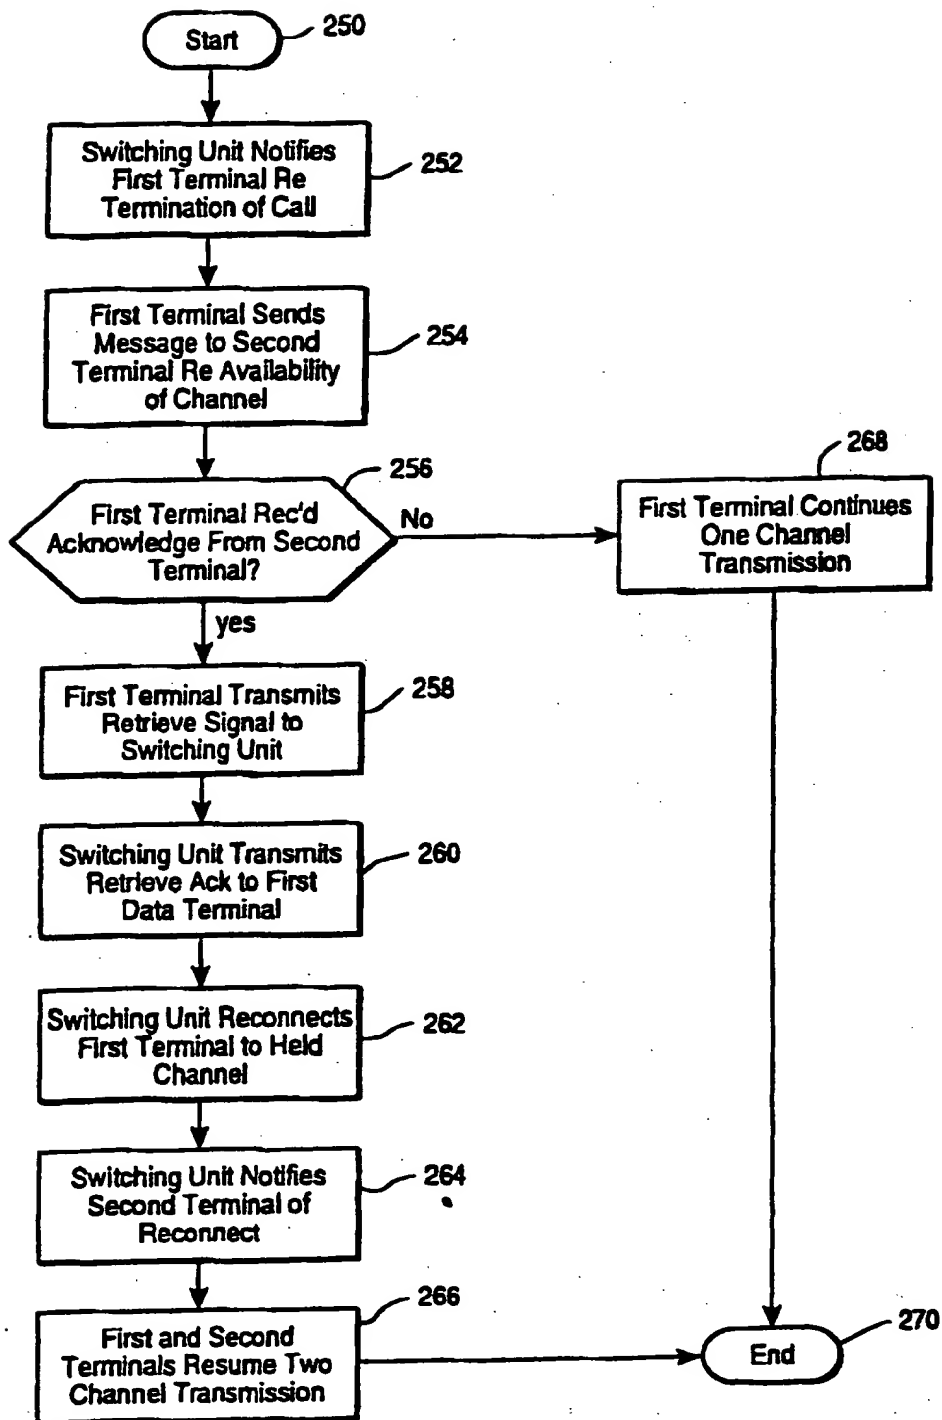 Start
250
Switching Unit Notifies
First Terminal Re
Termination of Call
252
First Terminal Sends
Message to Second
Terminal Re Availability
of Channel
254
First Terminal Rec'd
Acknowledge From Second
Terminal?
256
No
First Terminal Continues
One Channel
Transmission
268
yes
First Terminal Transmits
Retrieve Signal to
Switching Unit
258
Switching Unit Transmits
Retrieve Ack to First
Data Terminal
260
Switching Unit Reconnects
First Terminal to Held
Channel
262
Switching Unit Notifies
Second Terminal of
Reconnect
264
First and Second
Terminals Resume Two
Channel Transmission
266
End
270